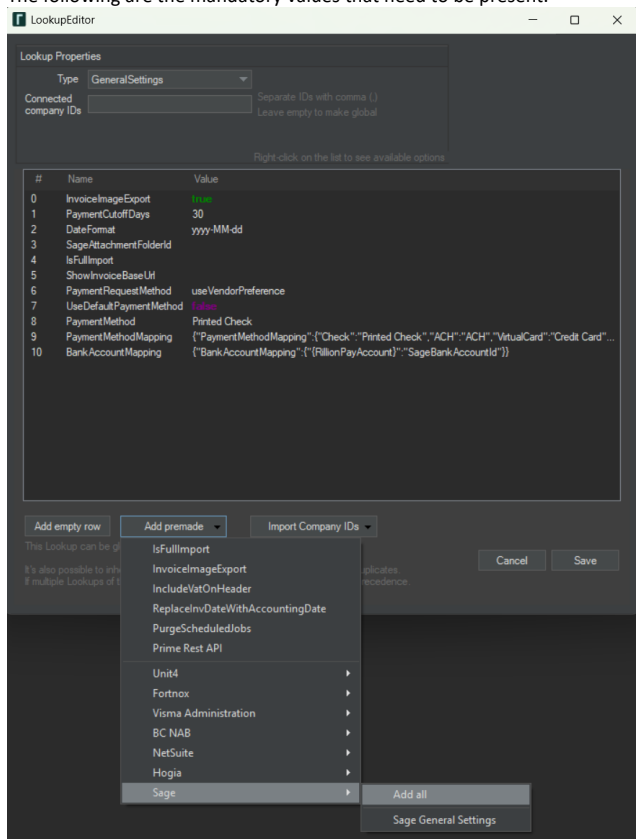 The following are the mandatory values that need to be present:
LookupEditor
Lookup Properties
Type GeneralSettings
Connected company IDs
Separate IDs with comma (,)
Leave empty to make global
Right-click on the list to see available options
# Name Value
0 InvoiceImageExport true
1 PaymentCutoffDays 30
2 DateFormat yyyy-MM-dd
3 SageAttachmentFolderId
4 IsFullImport
5 ShowInvoiceBaseUrl
6 PaymentRequestMethod useVendorPreference
7 UseDefaultPaymentMethod false
8 PaymentMethod Printed Check
9 PaymentMethodMapping {"PaymentMethodMapping":{"Check":"Printed Check","ACH":"ACH","VirtualCard":"Credit Card"...
10 BankAccountMapping {"BankAccountMapping":{"{RillionPayAccount}":"SageBankAccountId"}}
Add empty row Add premade Import Company IDs
This Lookup can be gl
It's also possible to inh uplicates.
If multiple Lookups of t recedence.
Cancel Save
IsFullImport
InvoiceImageExport
IncludeVatOnHeader
ReplaceInvDateWithAccountingDate
PurgeScheduledJobs
Prime Rest API
Unit4
Fortnox
Visma Administration
BC NAB
NetSuite
Hogia
Sage
Add all
Sage General Settings